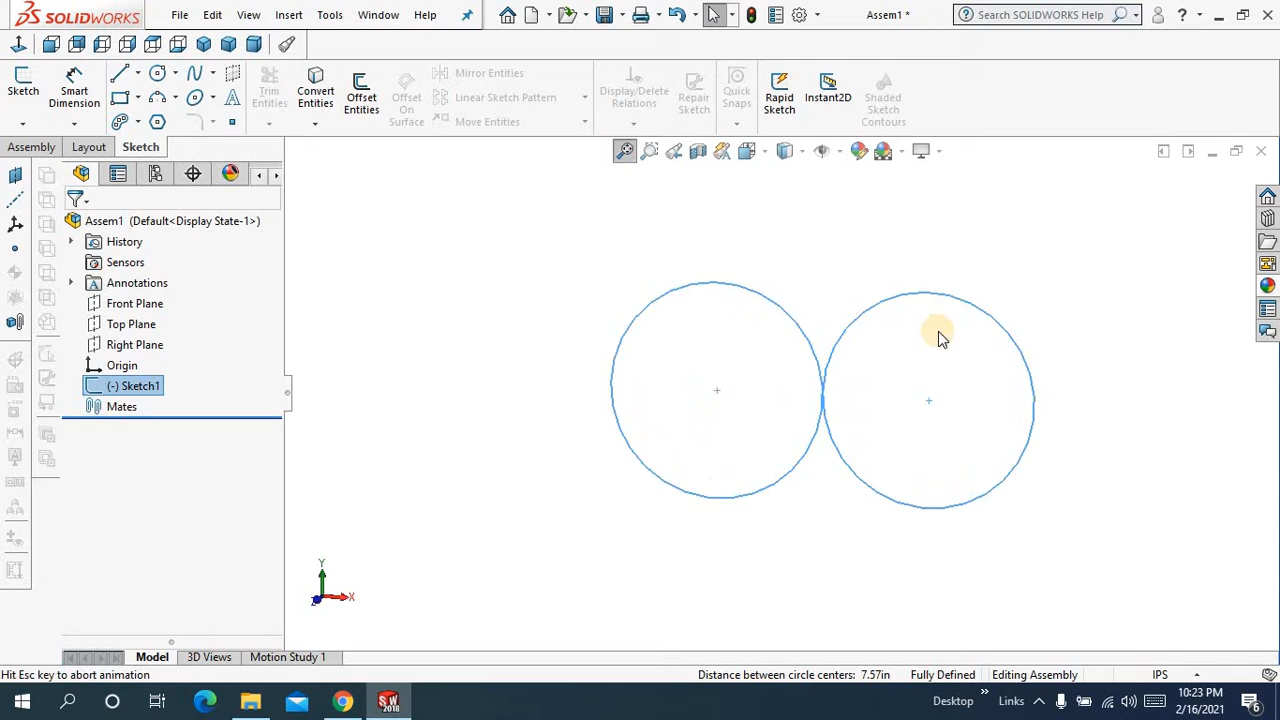 SOLIDWORKS File Edit View Insert Tools Window Help Assem1 * Search SOLIDWORKS Help ?
Sketch
Smart Dimension
Trim Entities
Convert Entities
Offset Entities
Offset On Surface
Mirror Entities
Linear Sketch Pattern
Move Entities
Display/Delete Relations
Repair Sketch
Quick Snaps
Rapid Sketch
Instant2D
Shaded Sketch Contours
Assembly Layout Sketch
Assem1 (Default<Display State-1>)
History
Sensors
Annotations
Front Plane
Top Plane
Right Plane
Origin
(-) Sketch1
Mates
Y
X
Z
Model 3D Views Motion Study 1
Hit Esc key to abort animation Distance between circle centers: 7.57in Fully Defined Editing Assembly IPS
Desktop » Links 10:23 PM
2/16/2021
6
SW
2018